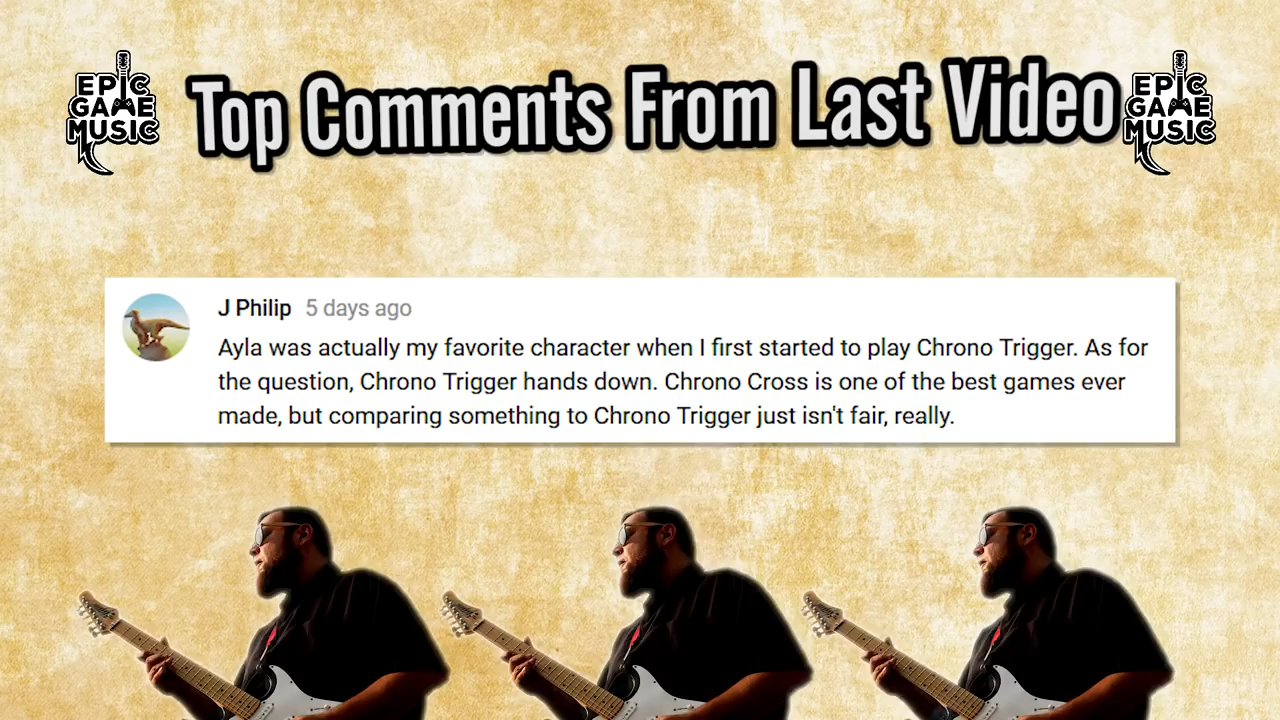 EPIC
GAME
MUSIC
Top Comments From Last Video
EPIC
GAME
MUSIC
J Philip 5 days ago
Ayla was actually my favorite character when I first started to play Chrono Trigger. As for
the question, Chrono Trigger hands down. Chrono Cross is one of the best games ever
made, but comparing something to Chrono Trigger just isn't fair, really.